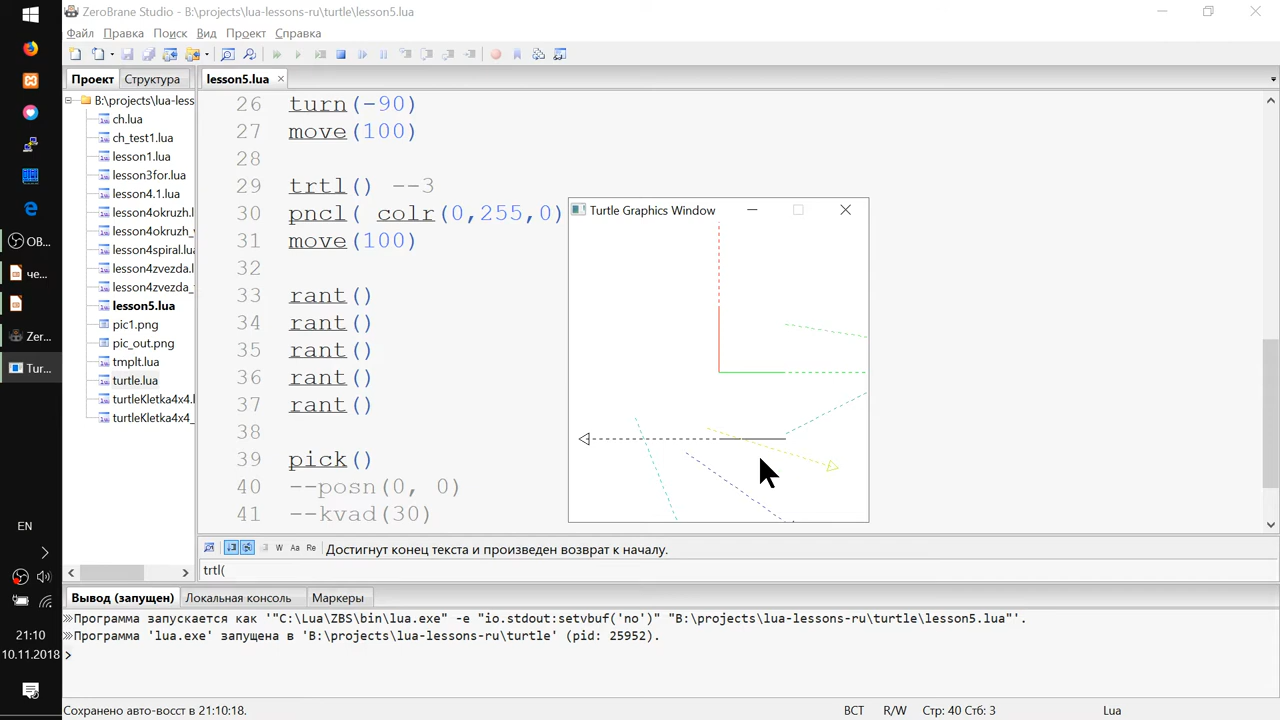 ZeroBrane Studio - B:\projects\lua-lessons-ru\turtle\lesson5.lua
Файл Правка Поиск Вид Проект Справка
Проект Структура
lesson5.lua
B:\projects\lua-less
ch.lua
ch_test1.lua
lesson1.lua
lesson3for.lua
lesson4.1.lua
lesson4okruzh.l
lesson4okruzh_
lesson4spiral.lu
lesson4zvezda.l
lesson4zvezda_
lesson5.lua
pic1.png
pic_out.png
tmplt.lua
turtle.lua
turtleKletka4x4.
turtleKletka4x4_
26 turn(-90)
27 move(100)
28
29 trtl() --3
30 pncl( colr(0,255,0)
31 move(100)
32
33 rant()
34 rant()
35 rant()
36 rant()
37 rant()
38
39 pick()
40 --posn(0, 0)
41 --kvad(30)
Turtle Graphics Window
W Aa Re Достигнут конец текста и произведен возврат к началу.
trtl(
Вывод (запущен) Локальная консоль Маркеры
Программа запускается как '"C:\Lua\ZBS\bin\lua.exe" -e "io.stdout:setvbuf('no')" "B:\projects\lua-lessons-ru\turtle\lesson5.lua"'.
Программа 'lua.exe' запущена в 'B:\projects\lua-lessons-ru\turtle' (pid: 25952).
Сохранено авто-восст в 21:10:18.
ВСТ R/W Стр: 40 Стб: 3 Lua
OB...
че...
Zer...
Tur...
EN
21:10
10.11.2018